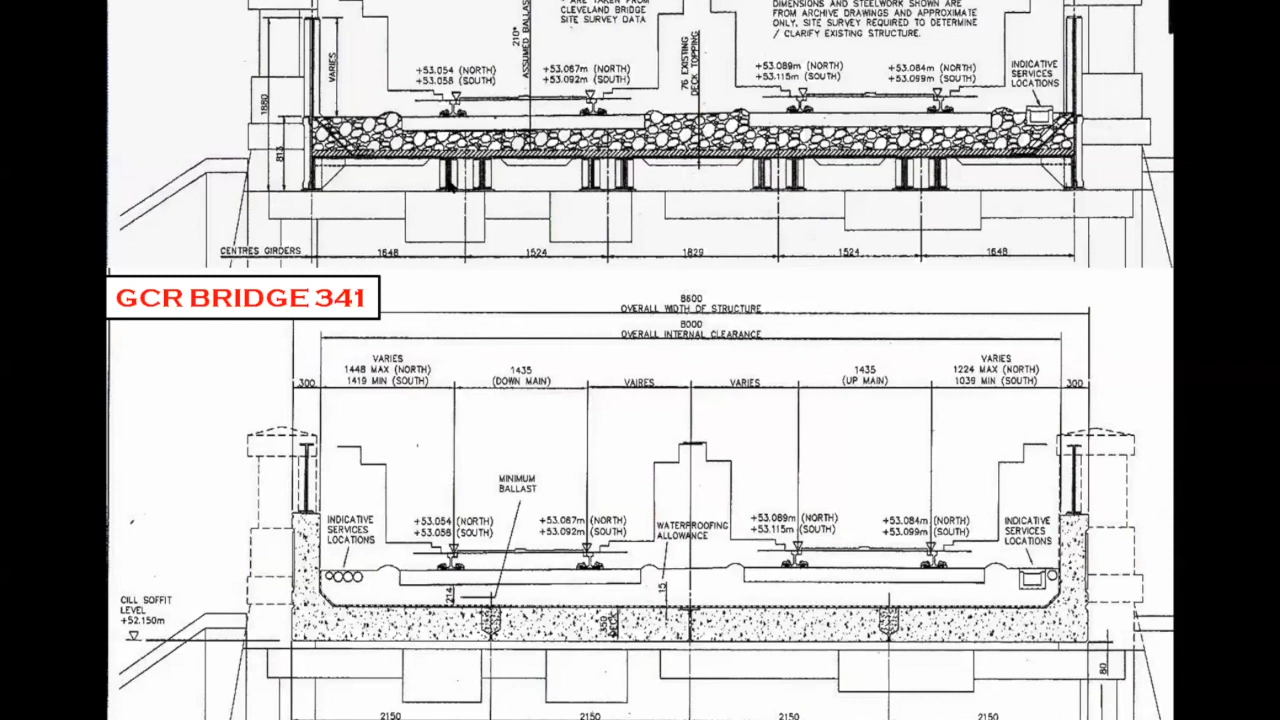 * ARE TAKEN FROM
CLEVELAND BRIDGE
SITE SURVEY DATA
DIMENSIONS AND STEELWORK SHOWN ARE
FROM ARCHIVE DRAWINGS AND APPROXIMATE
ONLY, SITE SURVEY REQUIRED TO DETERMINE
/ CLARIFY EXISTING STRUCTURE.
210*
ASSUMED BALLAST
76 EXISTING
DECK TOPPING
VARIES
1880
813
+53.054 (NORTH)
+53.058 (SOUTH)
+53.067m (NORTH)
+53.092m (SOUTH)
+53.089m (NORTH)
+53.115m (SOUTH)
+53.084m (NORTH)
+53.099m (SOUTH)
INDICATIVE
SERVICES
LOCATIONS
CENTRES GIRDERS
1648
1524
1829
1524
1648
GCR BRIDGE 341
8600
OVERALL WIDTH OF STRUCTURE
8000
OVERALL INTERNAL CLEARANCE
300
VARIES
1448 MAX (NORTH)
1419 MIN (SOUTH)
1435
(DOWN MAIN)
VAIRES
VARIES
1435
(UP MAIN)
VARIES
1224 MAX (NORTH)
1039 MIN (SOUTH)
300
MINIMUM
BALLAST
INDICATIVE
SERVICES
LOCATIONS
+53.054 (NORTH)
+53.058 (SOUTH)
+53.067m (NORTH)
+53.092m (SOUTH)
WATERPROOFING
ALLOWANCE
+53.089m (NORTH)
+53.115m (SOUTH)
+53.084m (NORTH)
+53.099m (SOUTH)
INDICATIVE
SERVICES
LOCATIONS
214
15
350
DECK
CILL SOFFIT
LEVEL
+52.150m
80
2150
2150
2150
2150